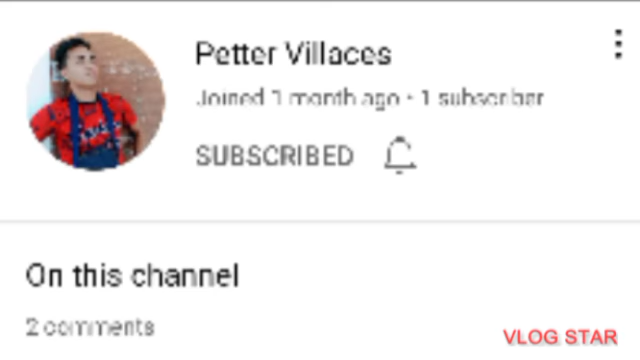 Petter Villaces
Joined 1 month ago • 1 subscriber
SUBSCRIBED
On this channel
2 comments
VLOG STAR